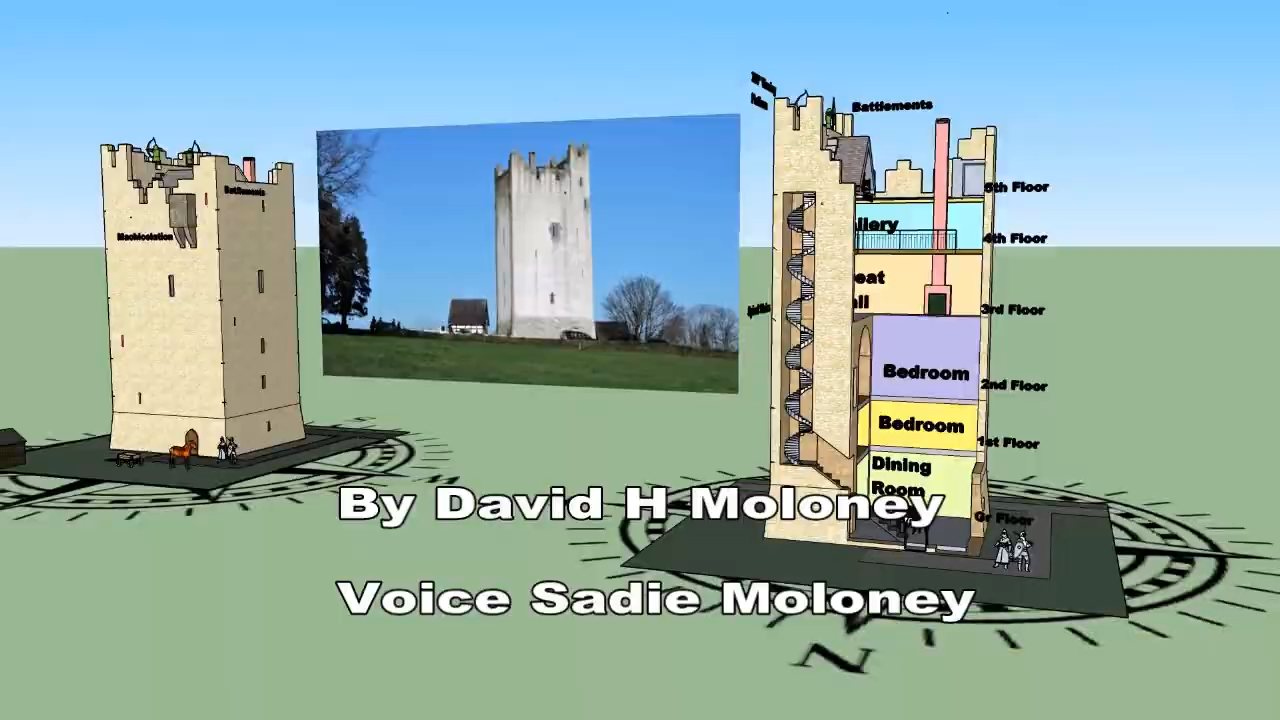 Battlements
Machicolation
Battlements
5th Floor
llery
4th Floor
eat
all
3rd Floor
Bedroom
2nd Floor
Bedroom
1st Floor
Dining
Room
Gr Floor
By David H Moloney
Voice Sadie Moloney
N